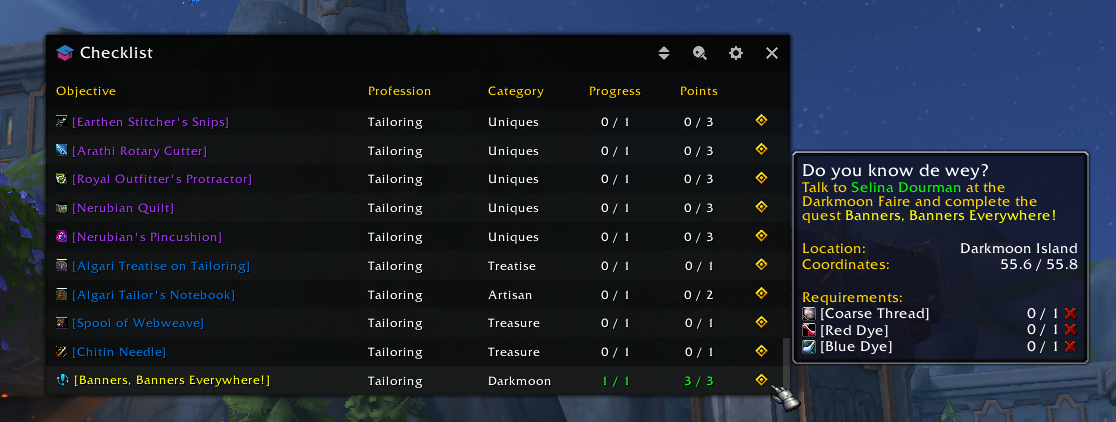 Checklist
Objective Profession Category Progress Points
[Earthen Stitcher's Snips] Tailoring Uniques 0 / 1 0 / 3
[Arathi Rotary Cutter] Tailoring Uniques 0 / 1 0 / 3
[Royal Outfitter's Protractor] Tailoring Uniques 0 / 1 0 / 3
[Nerubian Quilt] Tailoring Uniques 0 / 1 0 / 3
[Nerubian's Pincushion] Tailoring Uniques 0 / 1 0 / 3
[Algari Treatise on Tailoring] Tailoring Treatise 0 / 1 0 / 1
[Algari Tailor's Notebook] Tailoring Artisan 0 / 1 0 / 2
[Spool of Webweave] Tailoring Treasure 0 / 1 0 / 1
[Chitin Needle] Tailoring Treasure 0 / 1 0 / 1
[Banners, Banners Everywhere!] Tailoring Darkmoon 1 / 1 3 / 3
Do you know de wey?
Talk to Selina Dourman at the
Darkmoon Faire and complete the
quest Banners, Banners Everywhere!
Location: Darkmoon Island
Coordinates: 55.6 / 55.8
Requirements:
[Coarse Thread] 0 / 1
[Red Dye] 0 / 1
[Blue Dye] 0 / 1